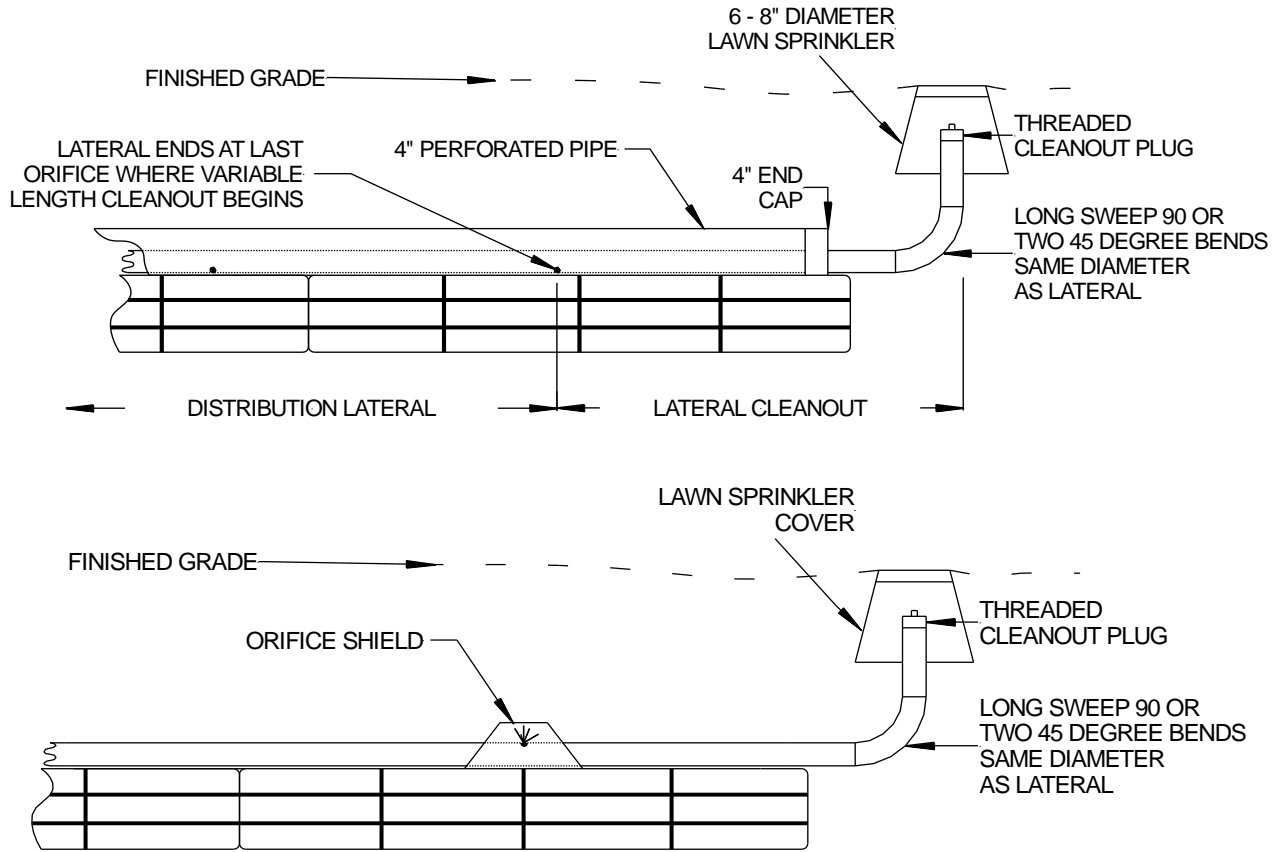 6 - 8" DIAMETER
LAWN SPRINKLER
FINISHED GRADE
LATERAL ENDS AT LAST
ORIFICE WHERE VARIABLE
LENGTH CLEANOUT BEGINS
4" PERFORATED PIPE
4" END
CAP
THREADED
CLEANOUT PLUG
LONG SWEEP 90 OR
TWO 45 DEGREE BENDS
SAME DIAMETER
AS LATERAL
DISTRIBUTION LATERAL
LATERAL CLEANOUT
LAWN SPRINKLER
COVER
FINISHED GRADE
ORIFICE SHIELD
THREADED
CLEANOUT PLUG
LONG SWEEP 90 OR
TWO 45 DEGREE BENDS
SAME DIAMETER
AS LATERAL